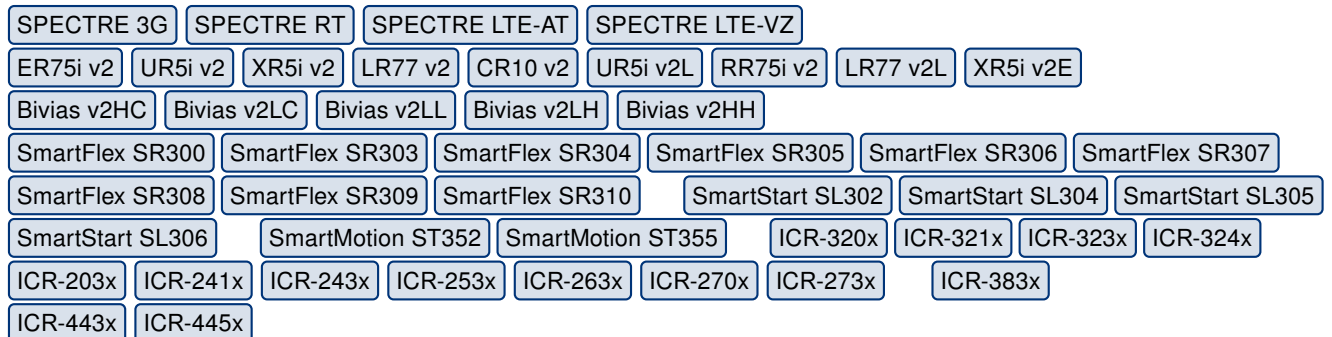 SPECTRE 3G SPECTRE RT SPECTRE LTE-AT SPECTRE LTE-VZ
ER75i v2 UR5i v2 XR5i v2 LR77 v2 CR10 v2 UR5i v2L RR75i v2 LR77 v2L XR5i v2E
Bivias v2HC Bivias v2LC Bivias v2LL Bivias v2LH Bivias v2HH
SmartFlex SR300 SmartFlex SR303 SmartFlex SR304 SmartFlex SR305 SmartFlex SR306 SmartFlex SR307
SmartFlex SR308 SmartFlex SR309 SmartFlex SR310 SmartStart SL302 SmartStart SL304 SmartStart SL305
SmartStart SL306 SmartMotion ST352 SmartMotion ST355 ICR-320x ICR-321x ICR-323x ICR-324x
ICR-203x ICR-241x ICR-243x ICR-253x ICR-263x ICR-270x ICR-273x ICR-383x
ICR-443x ICR-445x